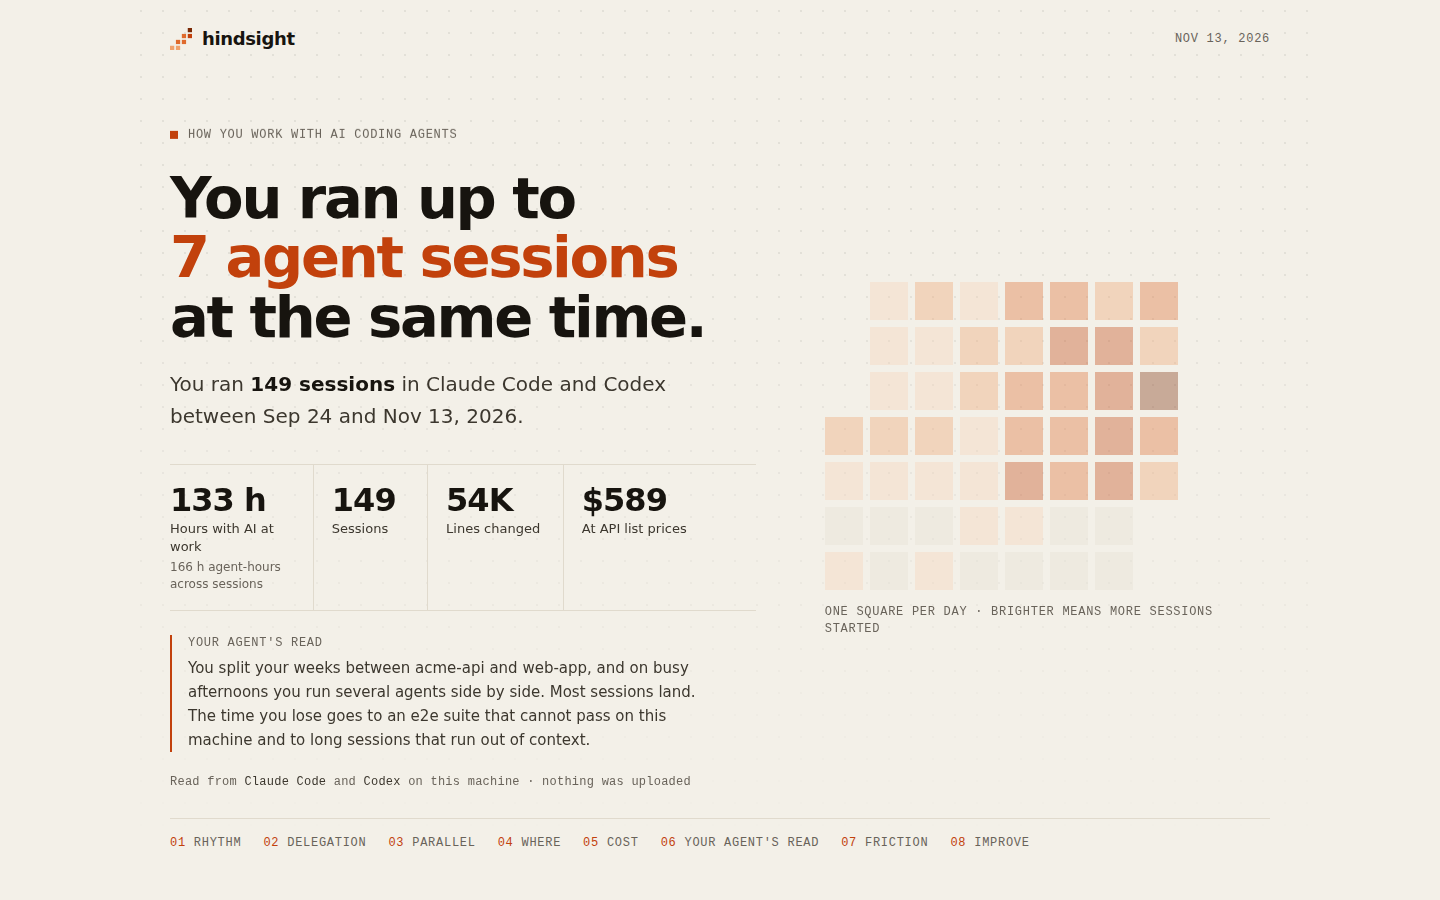 hindsight
NOV 13, 2026
HOW YOU WORK WITH AI CODING AGENTS
You ran up to
7 agent sessions
at the same time.
You ran 149 sessions in Claude Code and Codex
between Sep 24 and Nov 13, 2026.
133 h
Hours with AI at
work
166 h agent-hours
across sessions
149
Sessions
54K
Lines changed
$589
At API list prices
ONE SQUARE PER DAY · BRIGHTER MEANS MORE SESSIONS
STARTED
YOUR AGENT'S READ
You split your weeks between acme-api and web-app, and on busy
afternoons you run several agents side by side. Most sessions land.
The time you lose goes to an e2e suite that cannot pass on this
machine and to long sessions that run out of context.
Read from Claude Code and Codex on this machine · nothing was uploaded
01 RHYTHM 02 DELEGATION 03 PARALLEL 04 WHERE 05 COST 06 YOUR AGENT'S READ 07 FRICTION 08 IMPROVE